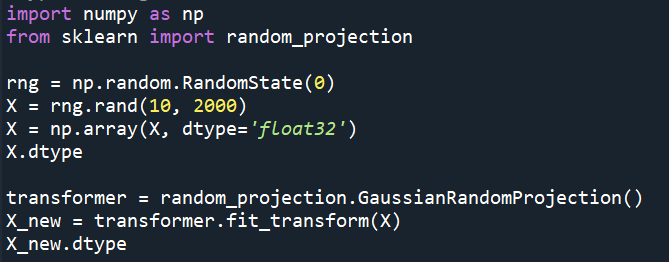 import numpy as np
from sklearn import random_projection
rng = np.random.RandomState(0)
X = rng.rand(10, 2000)
X = np.array(X, dtype='float32')
X.dtype
transformer = random_projection.GaussianRandomProjection()
X_new = transformer.fit_transform(X)
X_new.dtype